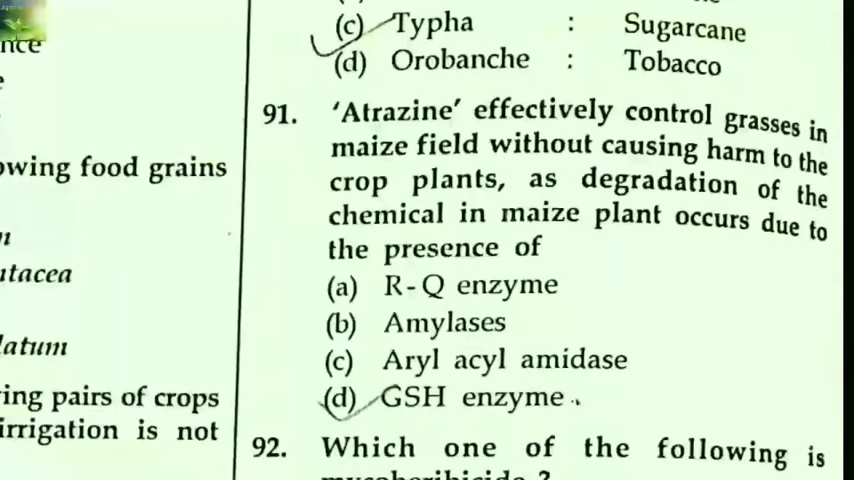 nce
owing food grains
utacea
latum
ing pairs of crops
irrigation is not
(c) Typha : Sugarcane
(d) Orobanche : Tobacco
91. 'Atrazine' effectively control grasses in
maize field without causing harm to the
crop plants, as degradation of the
chemical in maize plant occurs due to
the presence of
(a) R-Q enzyme
(b) Amylases
(c) Aryl acyl amidase
(d) GSH enzyme
92. Which one of the following is